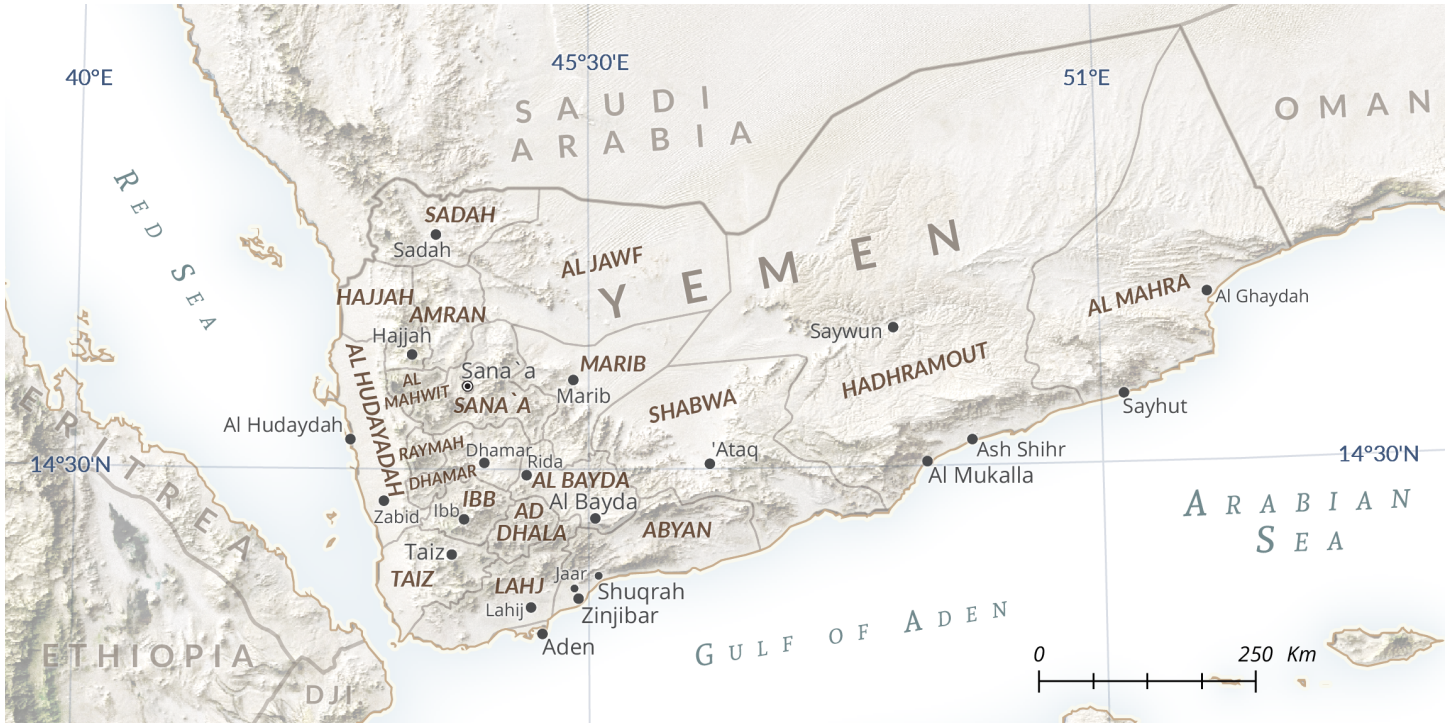 40°E
45°30'E
51°E
SAUDI
ARABIA
OMAN
RED SEA
SADAH
Sadah
AL JAWF
YEMEN
HAJJAH
AMRAN
Hajjah
AL MAHRA
Al Ghaydah
Saywun
AL HUDAYADAH
AL
MAHWIT
Sana`a
SANA`A
MARIB
Marib
HADHRAMOUT
SHABWA
Sayhut
Al Hudaydah
ERITREA
RAYMAH
Dhamar
'Ataq
Ash Shihr
14°30'N
14°30'N
DHAMAR
Rida
AL BAYDA
Al Mukalla
Zabid
IBB
Ibb
AD
DHALA
Al Bayda
ABYAN
ARABIAN
SEA
Taiz
TAIZ
LAHJ
Jaar
Shuqrah
Lahij
Zinjibar
Aden
GULF OF ADEN
ETHIOPIA
DJI
0
250 Km